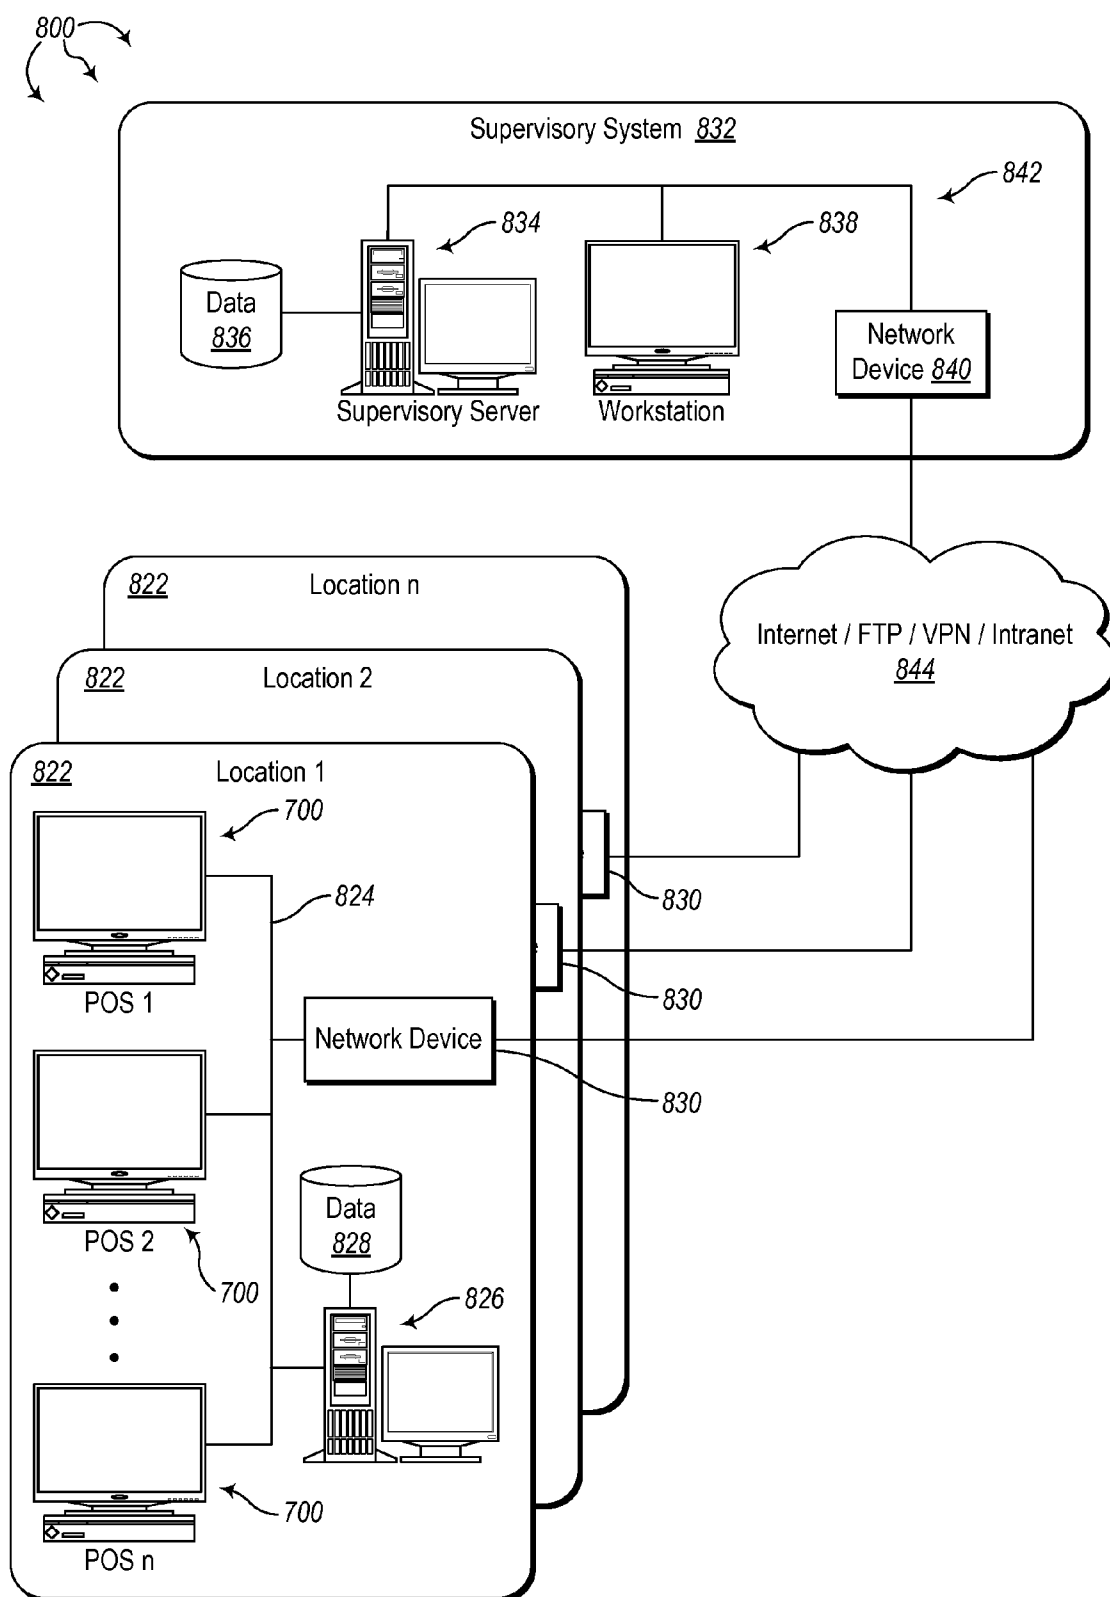 800
Supervisory System 832
842
834
838
Data
836
Network
Device 840
Supervisory Server
Workstation
822 Location n
Internet / FTP / VPN / Intranet
844
822 Location 2
822 Location 1
700
824
830
830
POS 1
Network Device
830
POS 2
Data
828
700
826
700
POS n